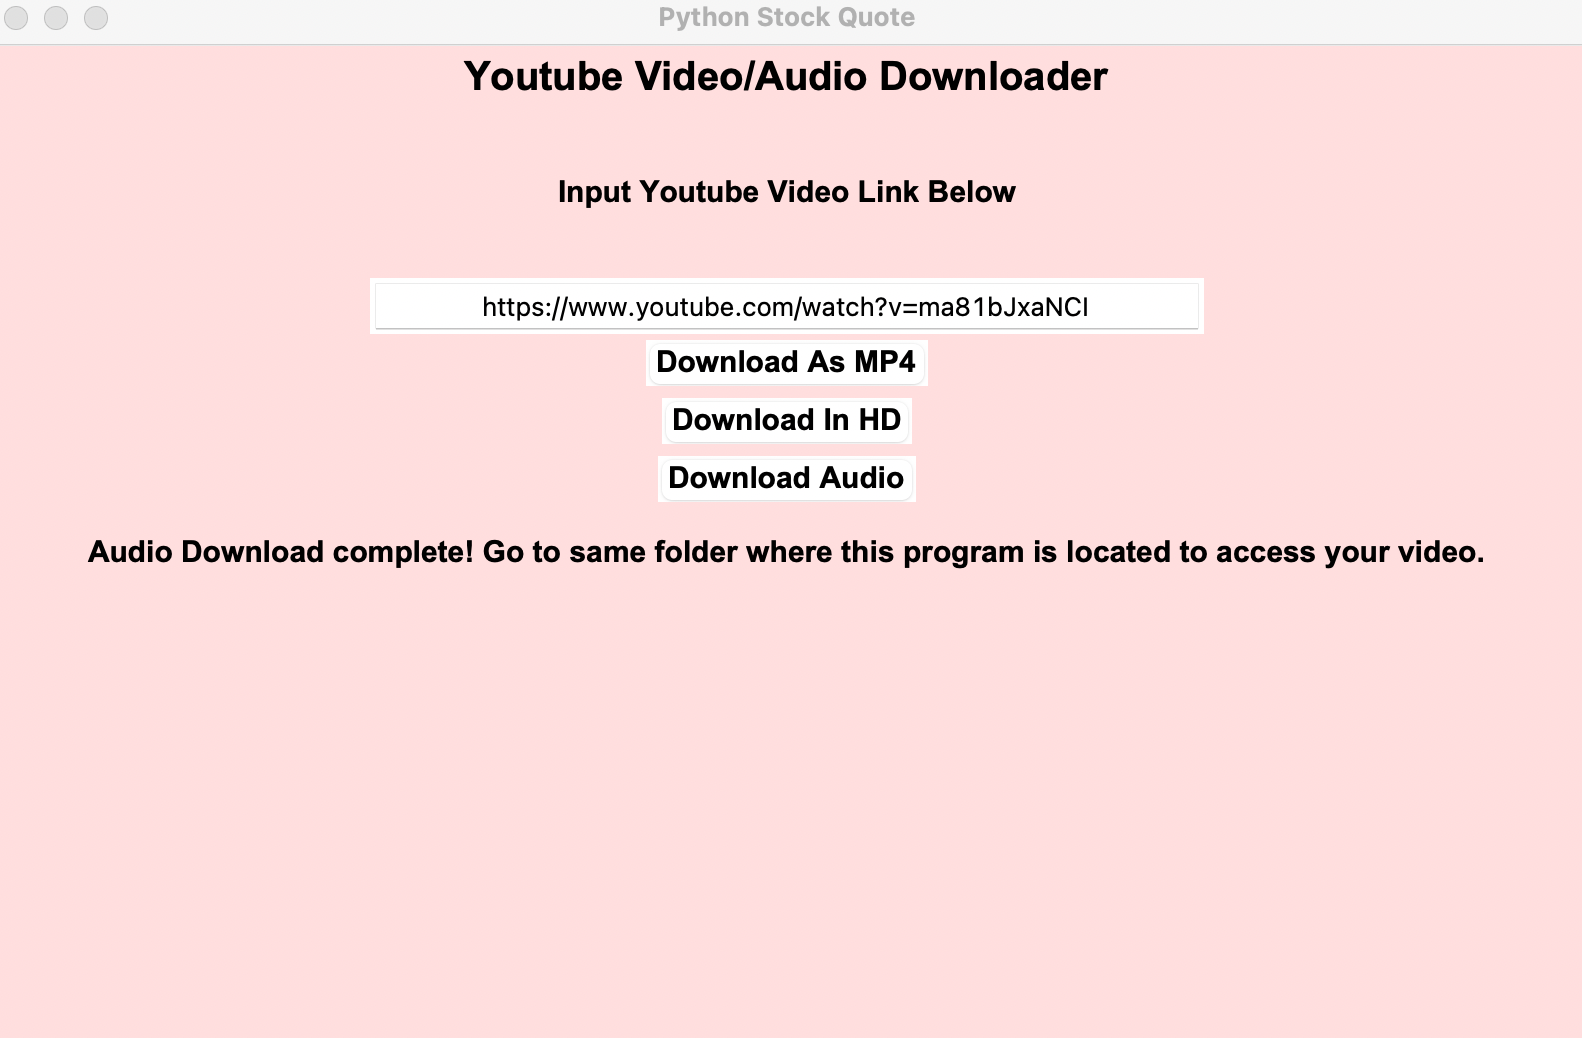 Python Stock Quote
Youtube Video/Audio Downloader
Input Youtube Video Link Below
https://www.youtube.com/watch?v=ma81bJxaNCI
Download As MP4
Download In HD
Download Audio
Audio Download complete! Go to same folder where this program is located to access your video.